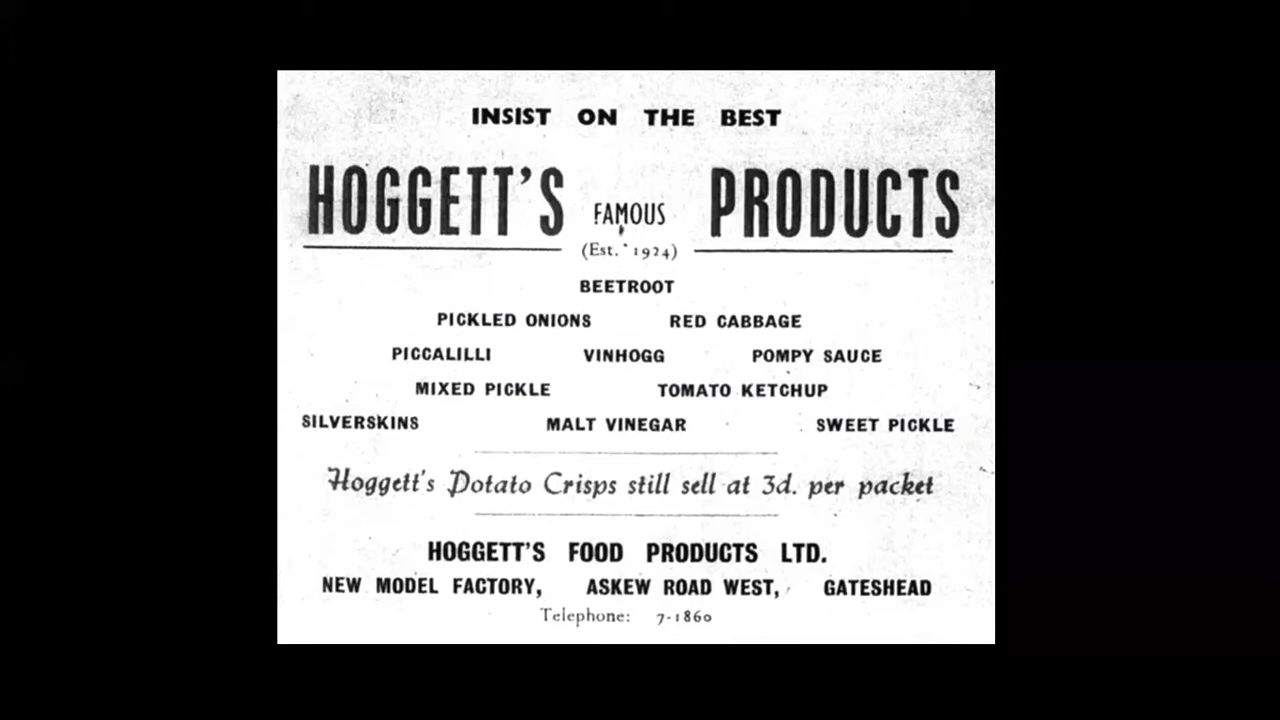 INSIST ON THE BEST
HOGGETT'S FAMOUS PRODUCTS
(Est. 1924)
BEETROOT
PICKLED ONIONS RED CABBAGE
PICCALILLI VINHOGG POMPY SAUCE
MIXED PICKLE TOMATO KETCHUP
SILVERSKINS MALT VINEGAR SWEET PICKLE
Hoggett's Potato Crisps still sell at 3d. per packet
HOGGETT'S FOOD PRODUCTS LTD.
NEW MODEL FACTORY, ASKEW ROAD WEST, GATESHEAD
Telephone: 7-1860